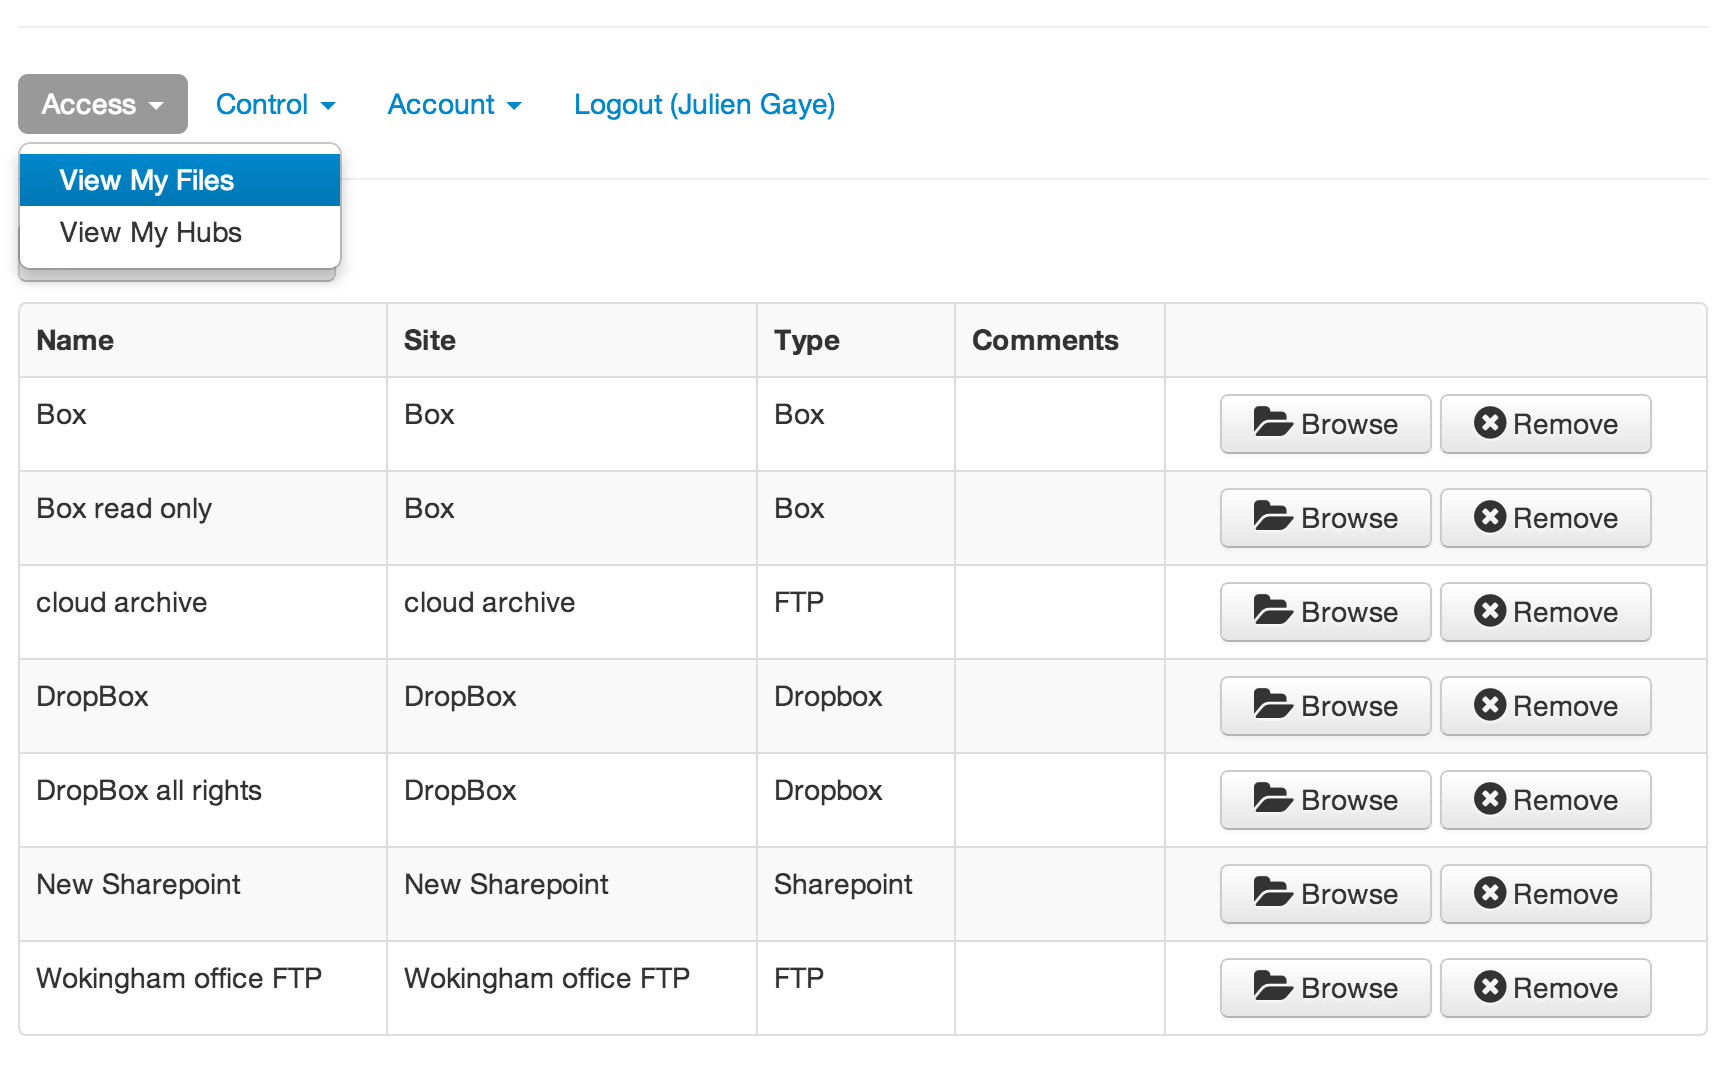 Access Control Account Logout (Julien Gaye)
View My Files
View My Hubs
Name Site Type Comments
Box Box Box Browse Remove
Box read only Box Box Browse Remove
cloud archive cloud archive FTP Browse Remove
DropBox DropBox Dropbox Browse Remove
DropBox all rights DropBox Dropbox Browse Remove
New Sharepoint New Sharepoint Sharepoint Browse Remove
Wokingham office FTP Wokingham office FTP FTP Browse Remove